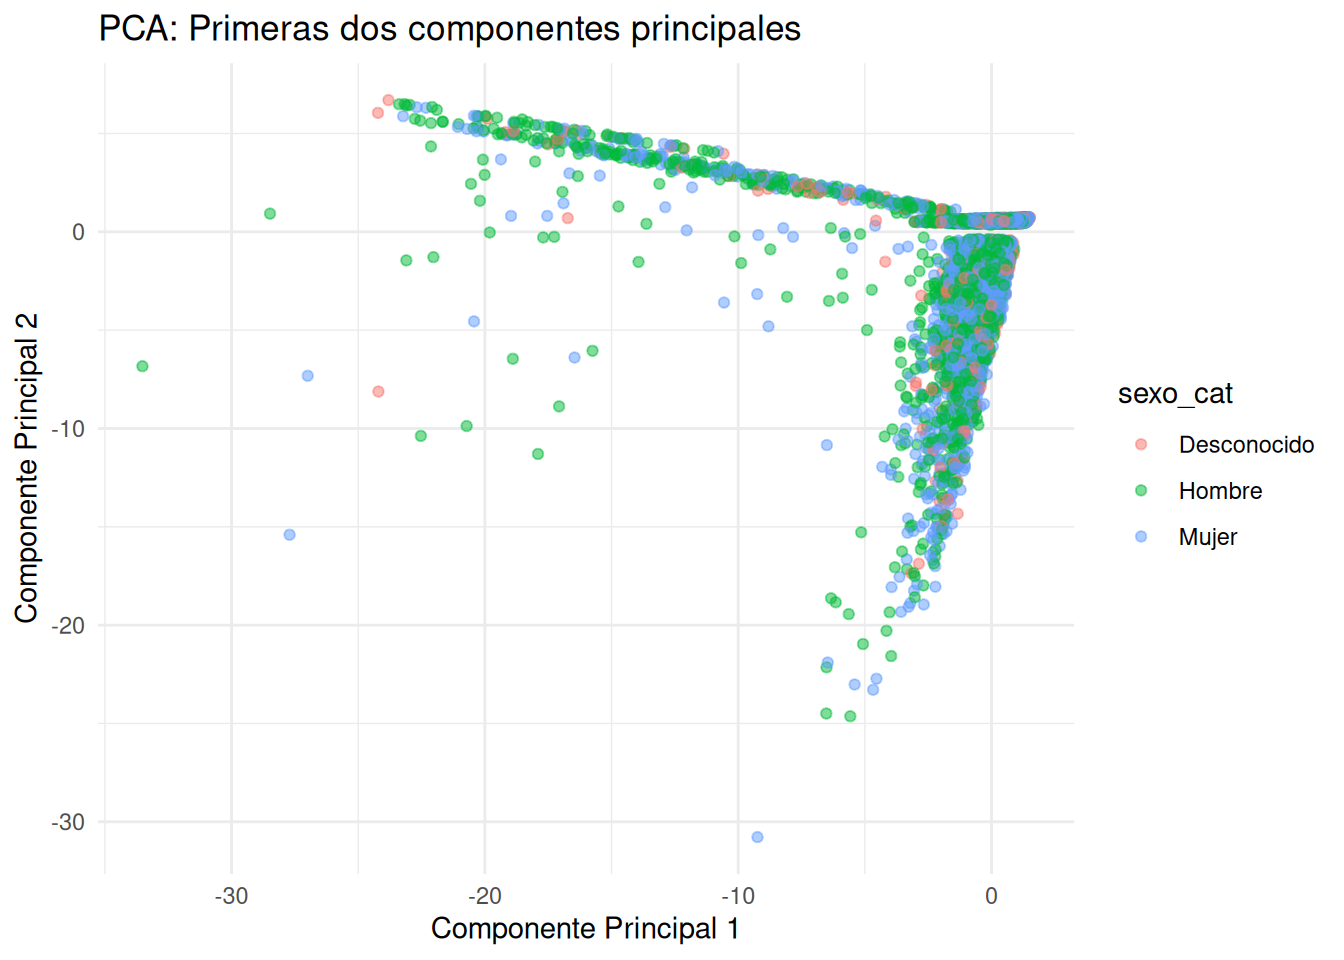 PCA: Primeras dos componentes principales
0
-10
-20
-30
Componente Principal 2
-30
-20
-10
0
Componente Principal 1
sexo_cat
Desconocido
Hombre
Mujer